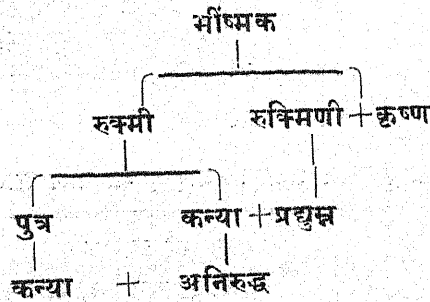 भींष्मक
रुक्मी रुक्मिणी + कृष्ण
पुत्र कन्या + प्रद्युम्न
कन्या + अनिरुद्ध